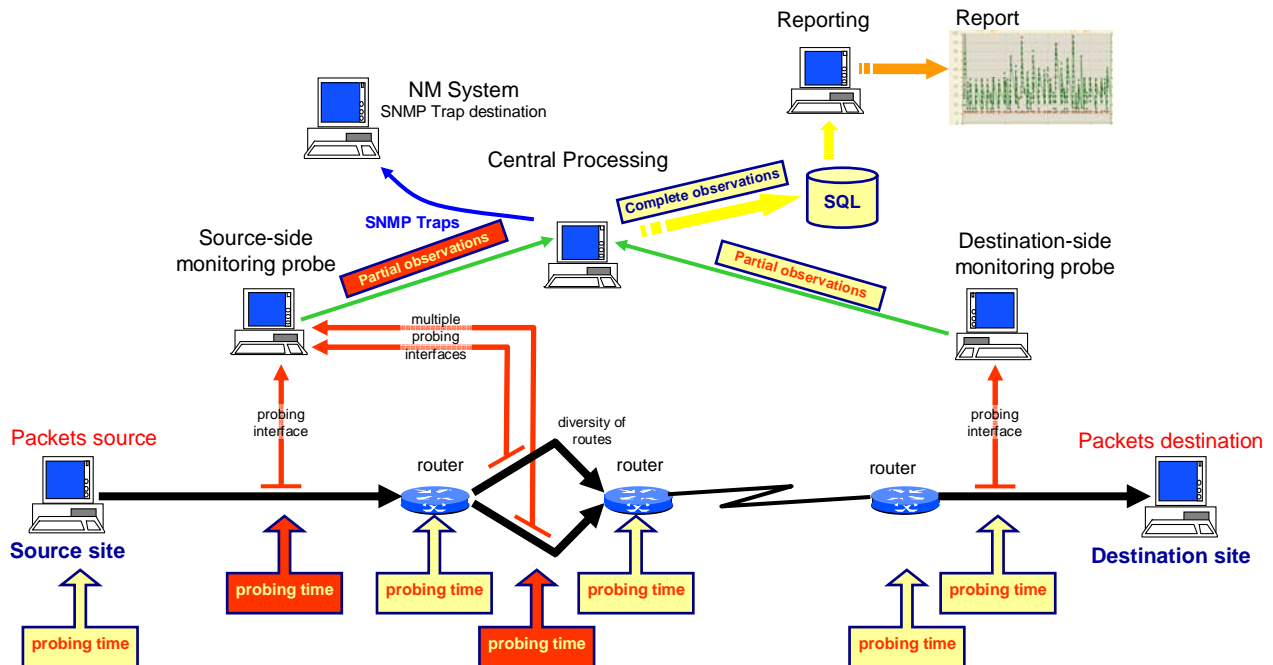 Reporting
Report
NM System
SNMP Trap destination
Central Processing
Complete observations
SQL
SNMP Traps
Source-side
monitoring probe
Partial observations
Partial observations
Destination-side
monitoring probe
multiple
probing
interfaces
probing
interface
diversity of
routes
probing
interface
Packets source
router
router
router
Packets destination
Source site
Destination site
probing time
probing time
probing time
probing time
probing time
probing time
probing time